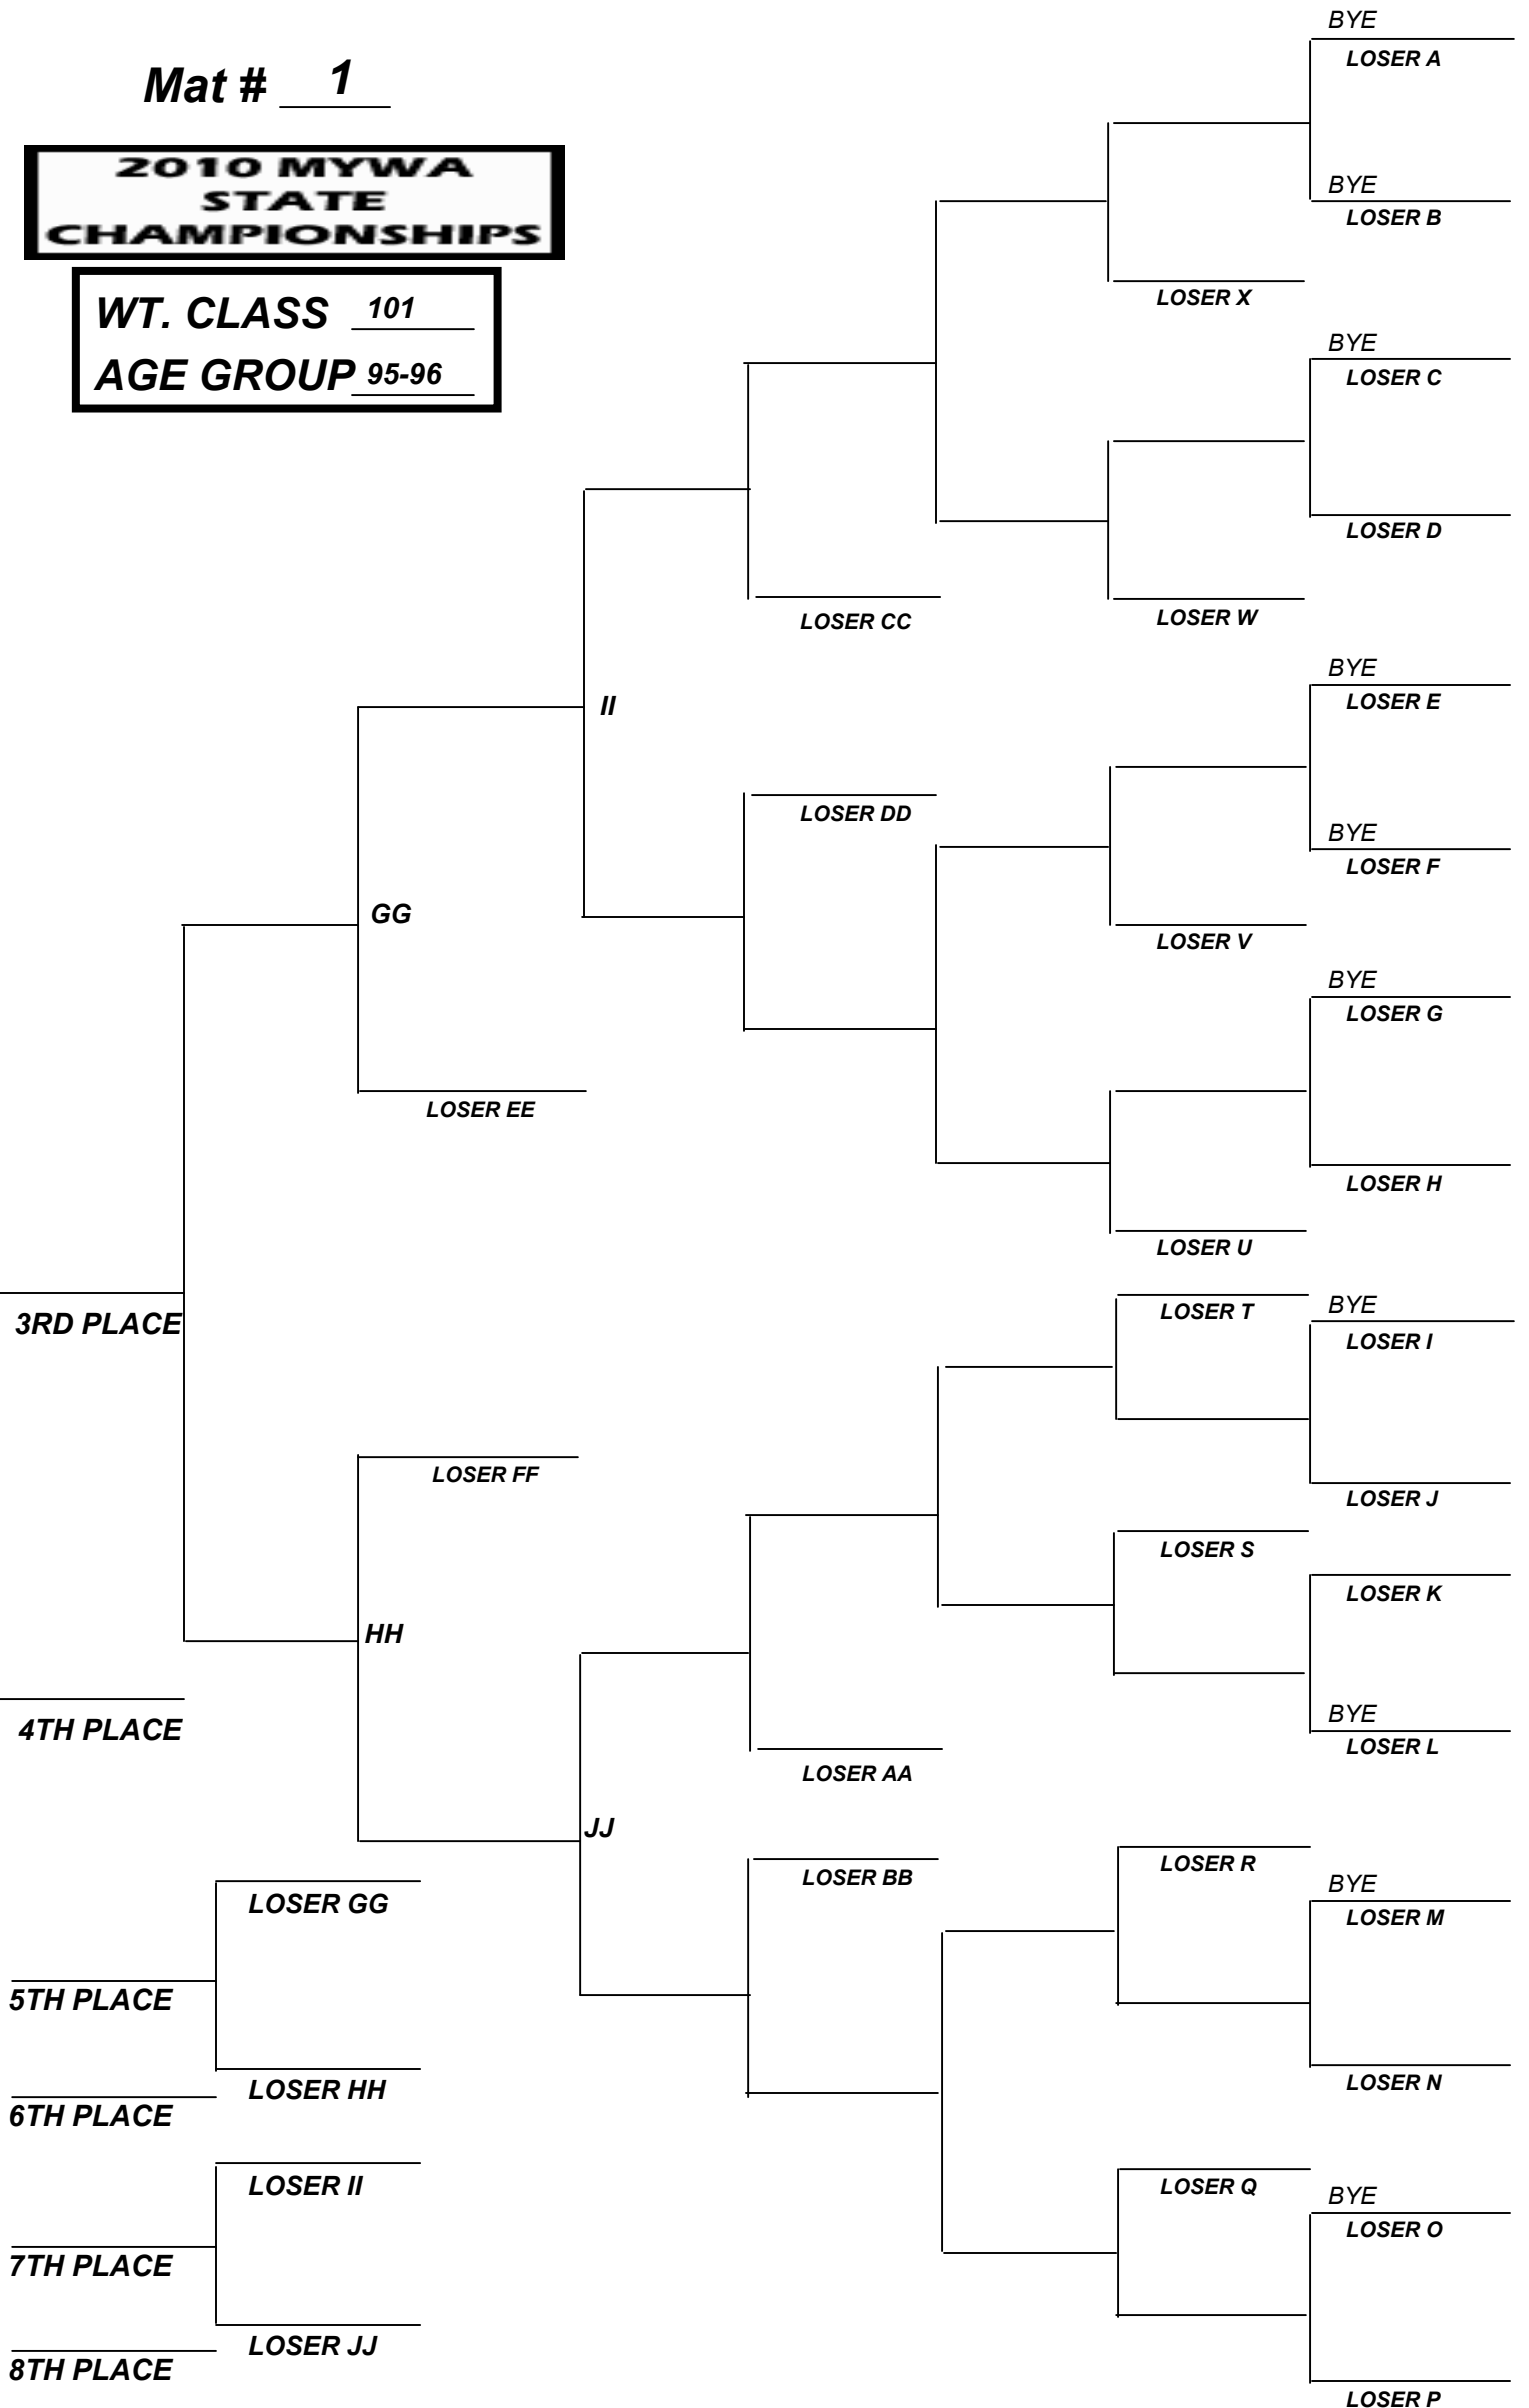 Mat # 1
2010 MYWA
STATE
CHAMPIONSHIPS
WT. CLASS 101
AGE GROUP 95-96
BYE
LOSER A
BYE
LOSER B
LOSER X
BYE
LOSER C
LOSER D
LOSER CC
LOSER W
BYE
LOSER E
II
LOSER DD
BYE
LOSER F
GG
LOSER V
BYE
LOSER G
LOSER EE
LOSER H
LOSER U
3RD PLACE
LOSER T
BYE
LOSER I
LOSER FF
LOSER J
LOSER S
LOSER K
HH
4TH PLACE
BYE
LOSER L
LOSER AA
JJ
LOSER BB
LOSER R
BYE
LOSER M
LOSER GG
5TH PLACE
LOSER HH
LOSER N
6TH PLACE
LOSER II
LOSER Q
BYE
LOSER O
7TH PLACE
LOSER JJ
8TH PLACE
LOSER P